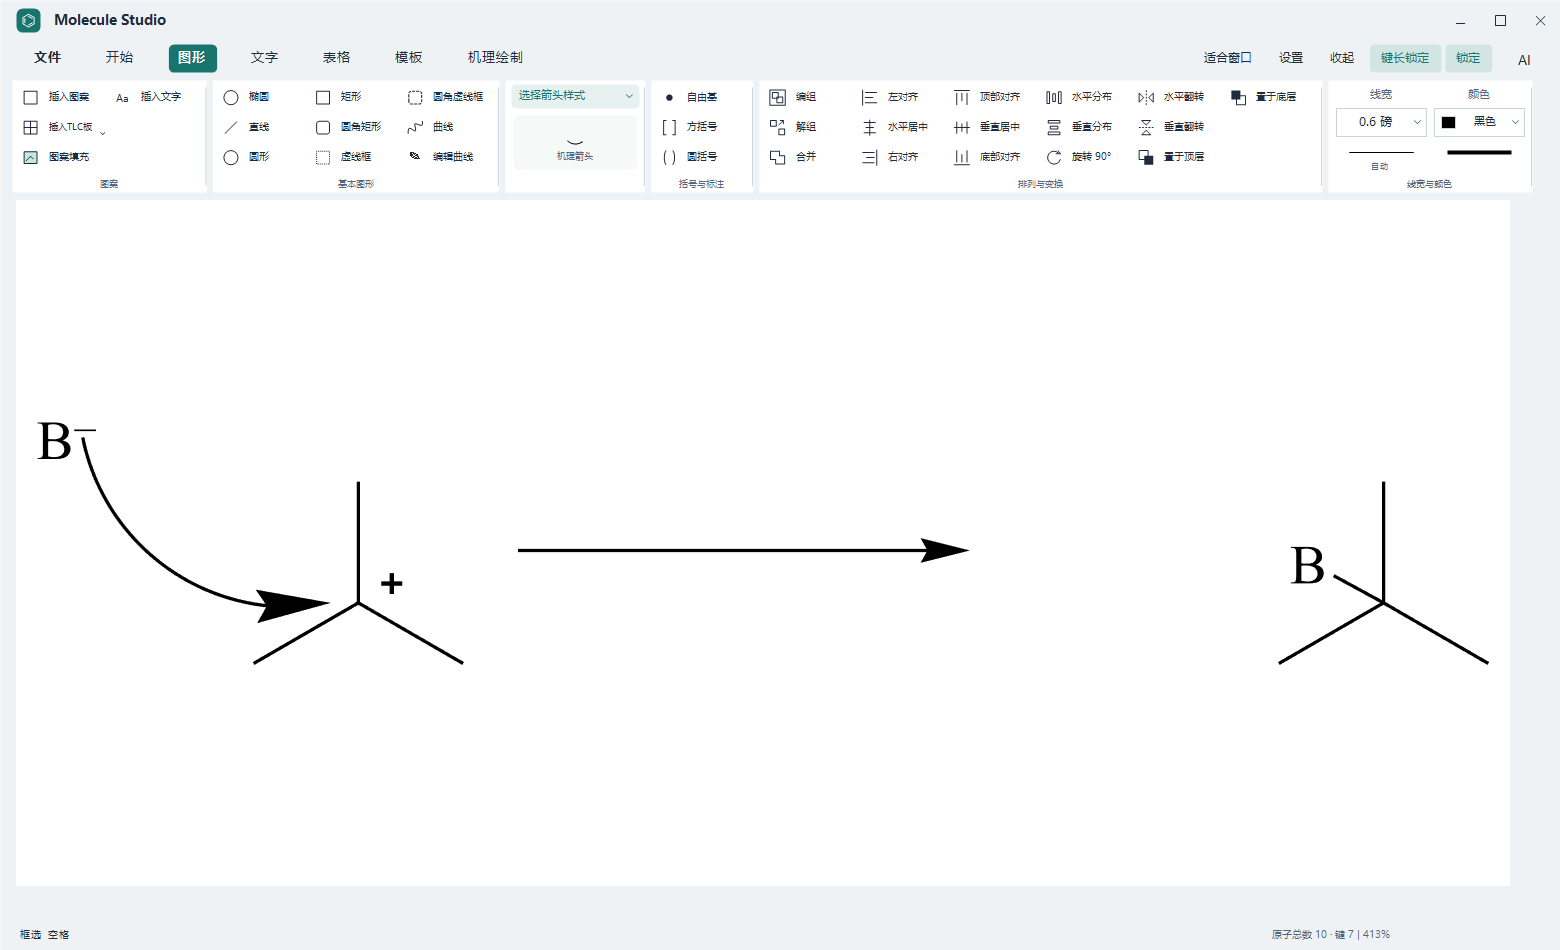 Molecule Studio
文件 开始 图形 文字 表格 模板 机理绘制 适合窗口 设置 收起 键长锁定 锁定 AI
插入图案 Aa 插入文字 椭圆 矩形 圆角虚线框 选择箭头样式 自由基 编组 左对齐 顶部对齐 水平分布 水平翻转 置于底层 线宽 颜色
插入TLC板 直线 圆角矩形 曲线 方括号 解组 水平居中 垂直居中 垂直分布 垂直翻转 0.6 磅 黑色
图案填充 圆形 虚线框 编辑曲线 机理箭头 圆括号 合并 右对齐 底部对齐 旋转 90° 置于顶层 自动
图案 基本图形 括号与标注 排列与变换 线宽与颜色
B−
+
B
框选 空格 原子总数 10 · 键 7 | 413%